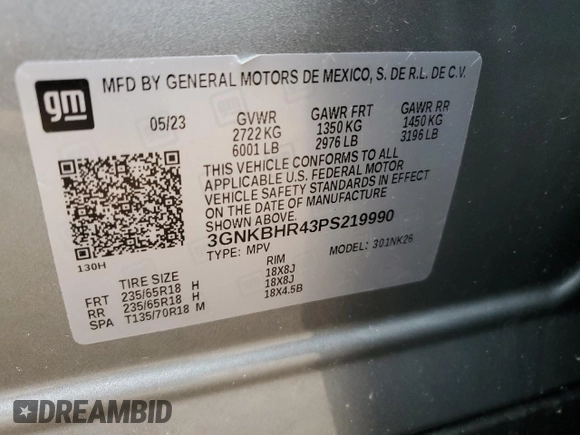 gm
MFD BY GENERAL MOTORS DE MEXICO, S. DE R.L. DE C.V.
05/23 GVWR GAWR FRT GAWR RR
2722 KG 1350 KG 1450 KG
6001 LB 2976 LB 3196 LB
THIS VEHICLE CONFORMS TO ALL
APPLICABLE U.S. FEDERAL MOTOR
VEHICLE SAFETY STANDARDS IN EFFECT
ON THE DATE OF MANUFACTURE
SHOWN ABOVE.
3GNKBHR43PS219990
130H TYPE: MPV MODEL: 301NK26
TIRE SIZE RIM
FRT 235/65R18 H 18X8J
RR 235/65R18 H 18X8J
SPA T135/70R18 M 18X4.5B
DREAMBID